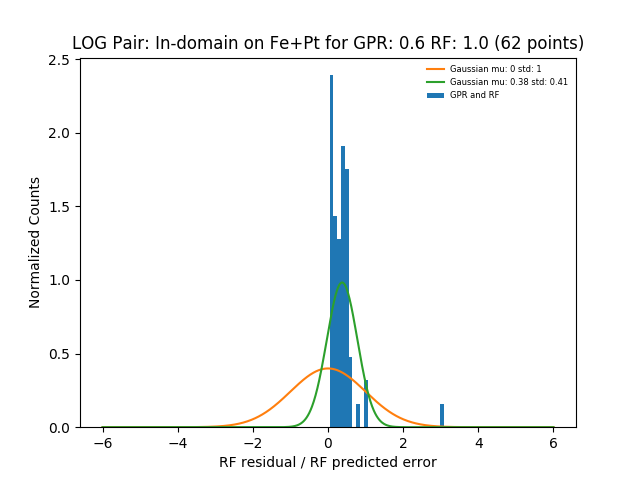 LOG Pair: In-domain on Fe+Pt for GPR: 0.6 RF: 1.0 (62 points)
Gaussian mu: 0 std: 1
Gaussian mu: 0.38 std: 0.41
GPR and RF
Normalized Counts
2.5
2.0
1.5
1.0
0.5
0.0
−6 −4 −2 0 2 4 6
RF residual / RF predicted error